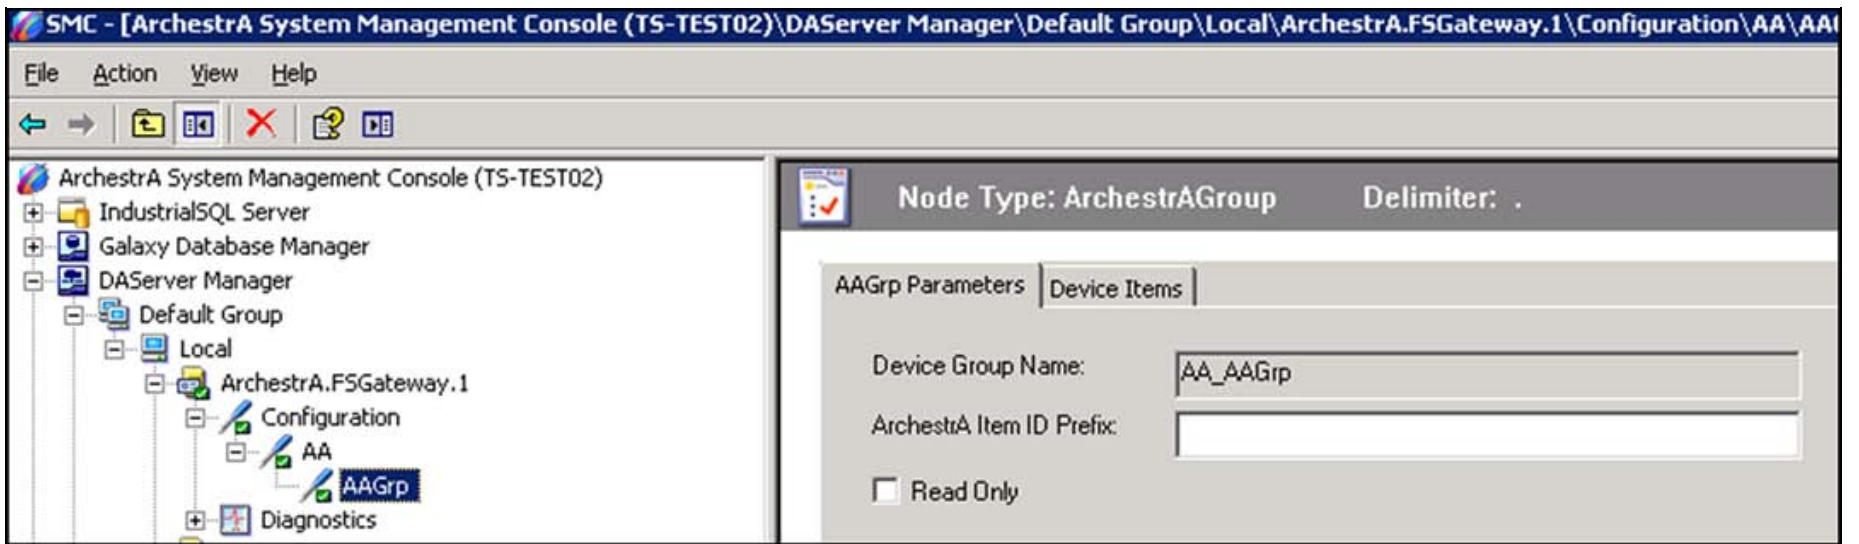 SMC - [ArchestrA System Management Console (TS-TEST02)\DAServer Manager\Default Group\Local\ArchestrA.FSGateway.1\Configuration\AA\AA
File Action View Help
ArchestrA System Management Console (TS-TEST02)
IndustrialSQL Server
Galaxy Database Manager
DAServer Manager
Default Group
Local
ArchestrA.FSGateway.1
Configuration
AA
AAGrp
Diagnostics
Node Type: ArchestrAGroup Delimiter: .
AAGrp Parameters Device Items
Device Group Name: AA_AAGrp
ArchestrA Item ID Prefix:
Read Only